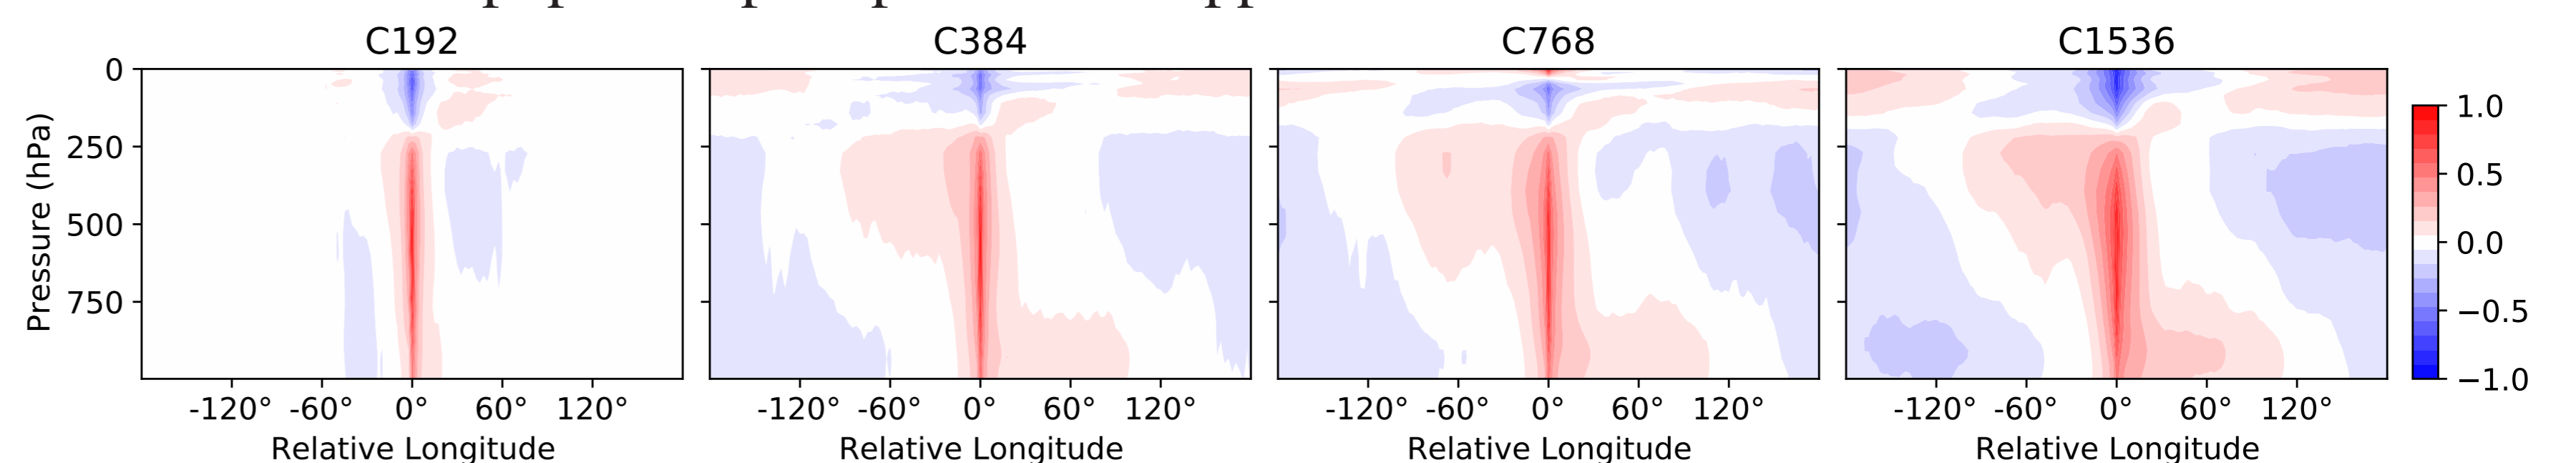 C192 C384 C768 C1536
0
250
500
750
Pressure (hPa)
1.0
0.5
0.0
−0.5
−1.0
-120° -60° 0° 60° 120° -120° -60° 0° 60° 120° -120° -60° 0° 60° 120° -120° -60° 0° 60° 120°
Relative Longitude Relative Longitude Relative Longitude Relative Longitude